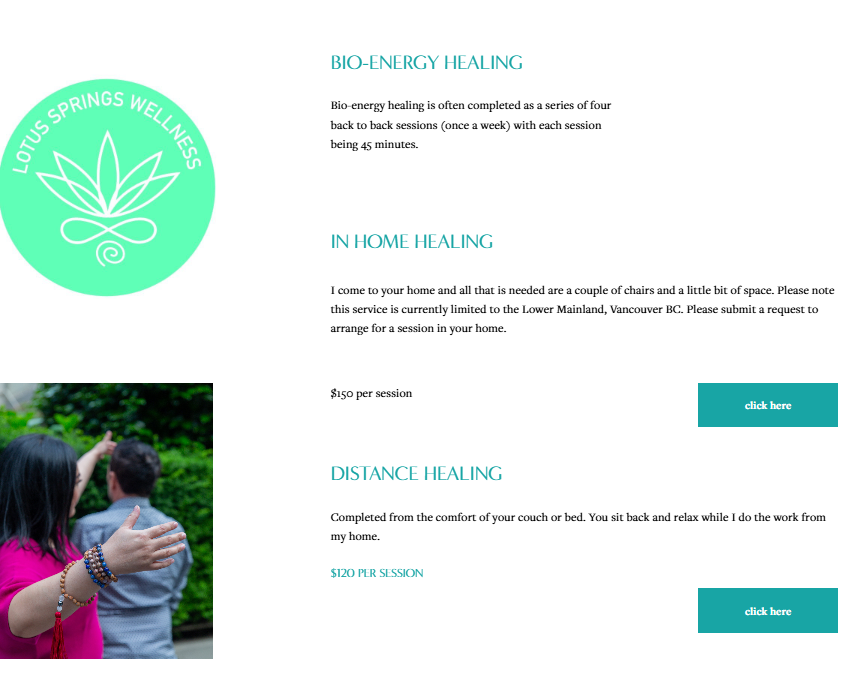 LOTUS SPRINGS WELLNESS
BIO-ENERGY HEALING
Bio-energy healing is often completed as a series of four
back to back sessions (once a week) with each session
being 45 minutes.
IN HOME HEALING
I come to your home and all that is needed are a couple of chairs and a little bit of space. Please note
this service is currently limited to the Lower Mainland, Vancouver BC. Please submit a request to
arrange for a session in your home.
$150 per session
click here
DISTANCE HEALING
Completed from the comfort of your couch or bed. You sit back and relax while I do the work from
my home.
$120 PER SESSION
click here